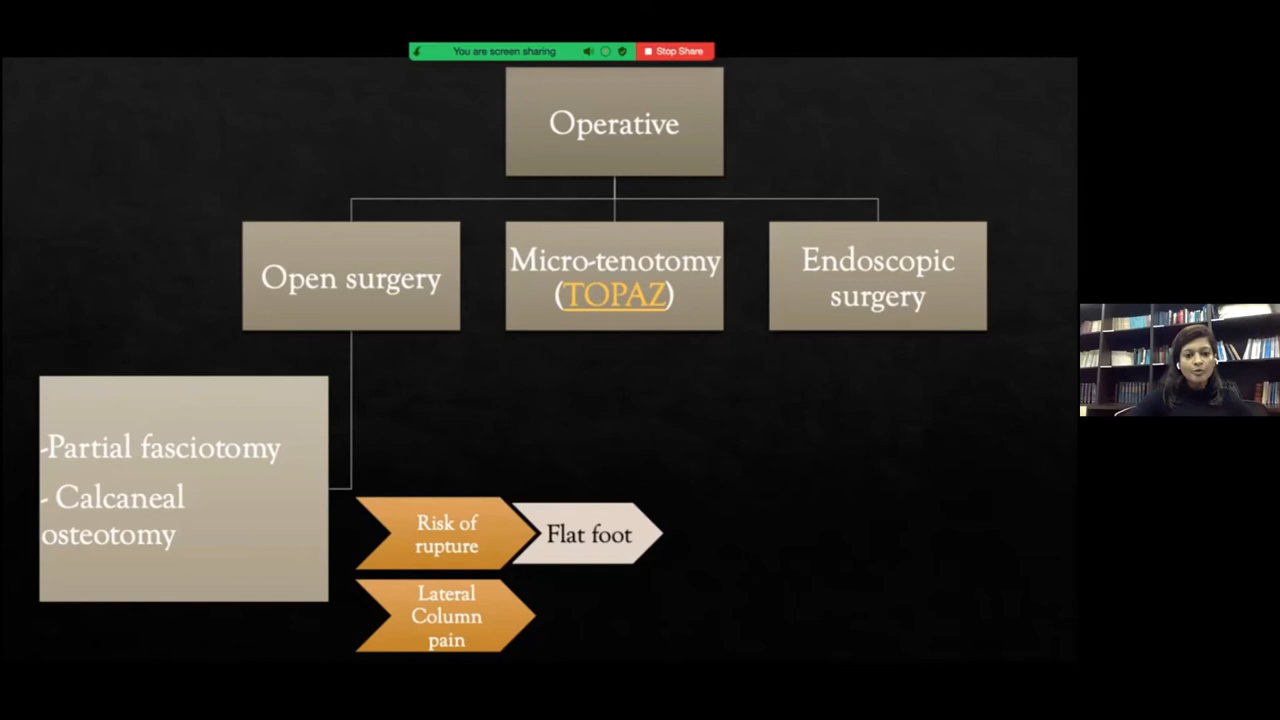 You are screen sharing
Stop Share
Operative
Open surgery
Micro-tenotomy
(TOPAZ)
Endoscopic
surgery
-Partial fasciotomy
- Calcaneal
osteotomy
Risk of
rupture
Flat foot
Lateral
Column
pain